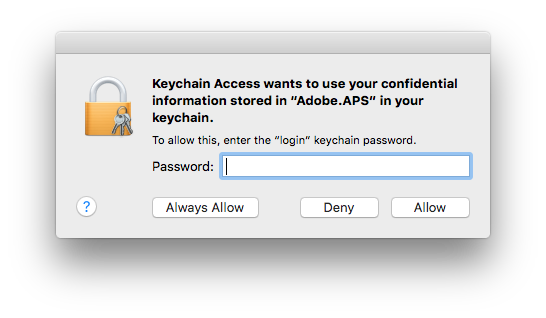 Keychain Access wants to use your confidential
information stored in “Adobe.APS” in your
keychain.
To allow this, enter the “login” keychain password.
Password:
?
Always Allow
Deny
Allow